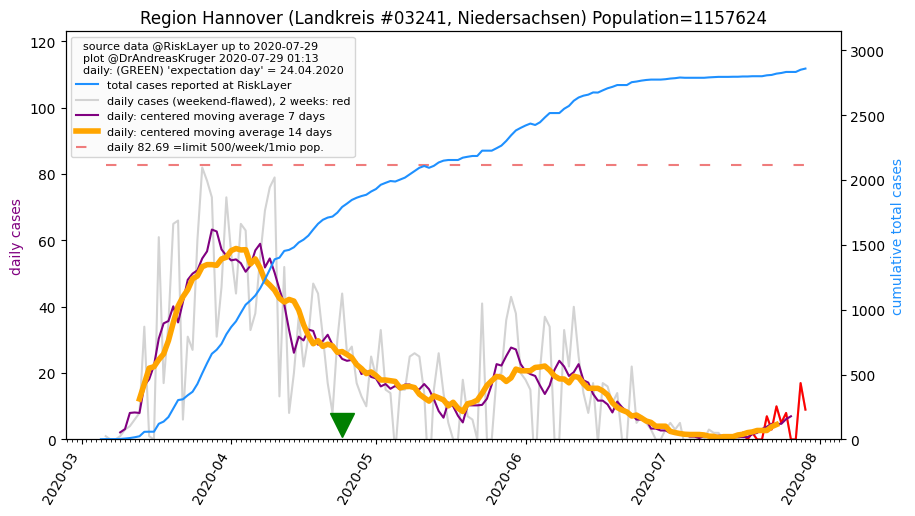 Region Hannover (Landkreis #03241, Niedersachsen) Population=1157624
source data @RiskLayer up to 2020-07-29
plot @DrAndreasKruger 2020-07-29 01:13
daily: (GREEN) 'expectation day' = 24.04.2020
total cases reported at RiskLayer
daily cases (weekend-flawed), 2 weeks: red
daily: centered moving average 7 days
daily: centered moving average 14 days
daily 82.69 =limit 500/week/1mio pop.
daily cases
120
100
80
60
40
20
0
cumulative total cases
3000
2500
2000
1500
1000
500
0
2020-03
2020-04
2020-05
2020-06
2020-07
2020-08